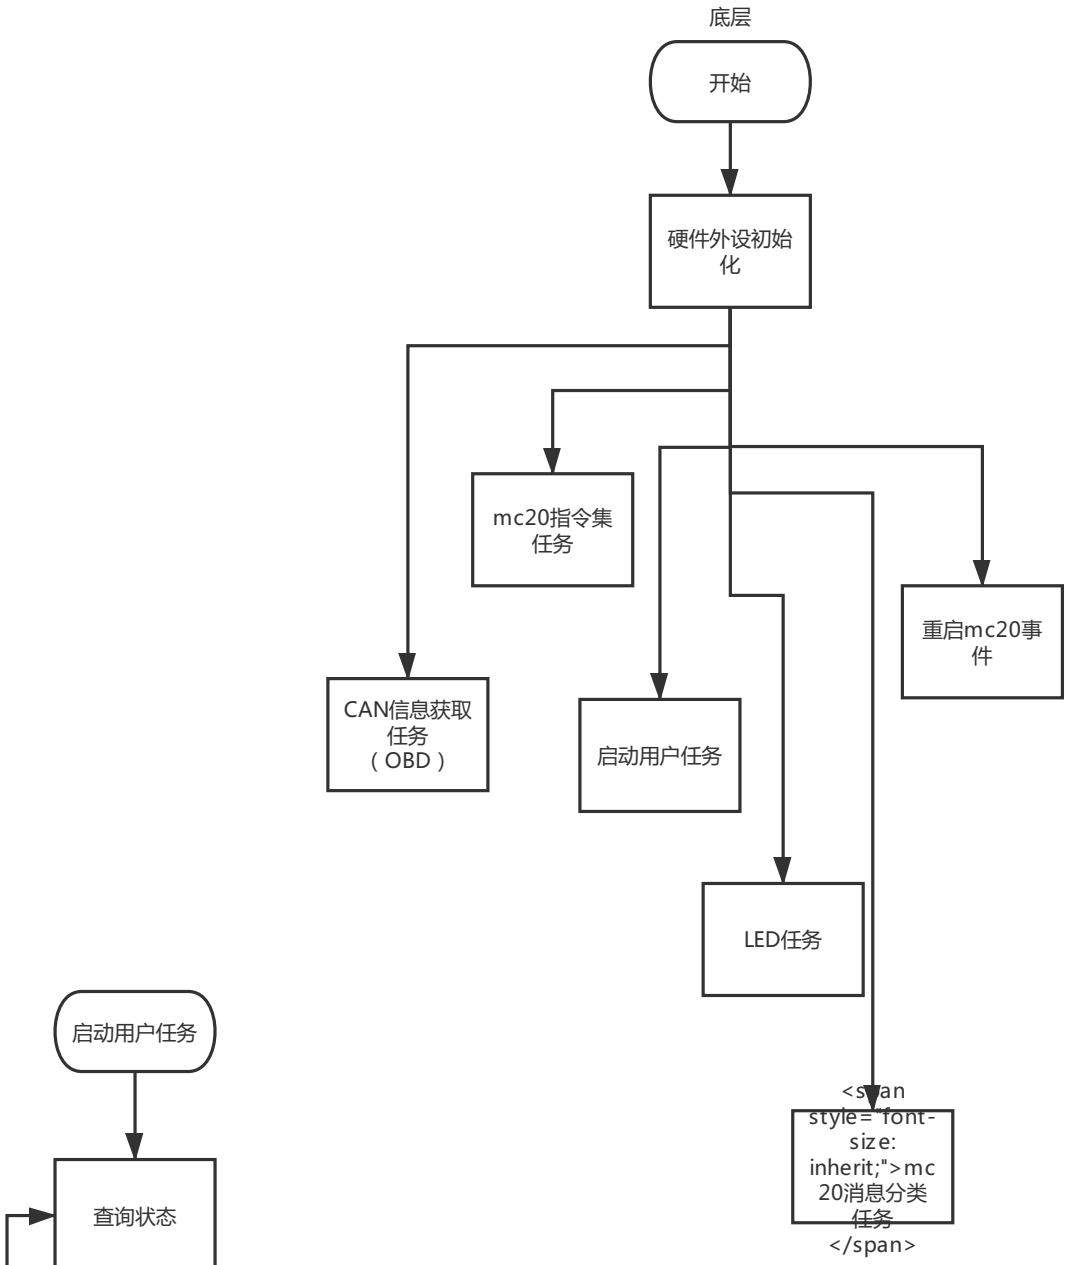 底层
开始
硬件外设初始
化
mc20指令集
任务
重启mc20事
件
CAN信息获取
任务
（OBD）
启动用户任务
LED任务
启动用户任务
<span
style="font-
size:
inherit;">mc
20消息分类
任务
</span>
查询状态